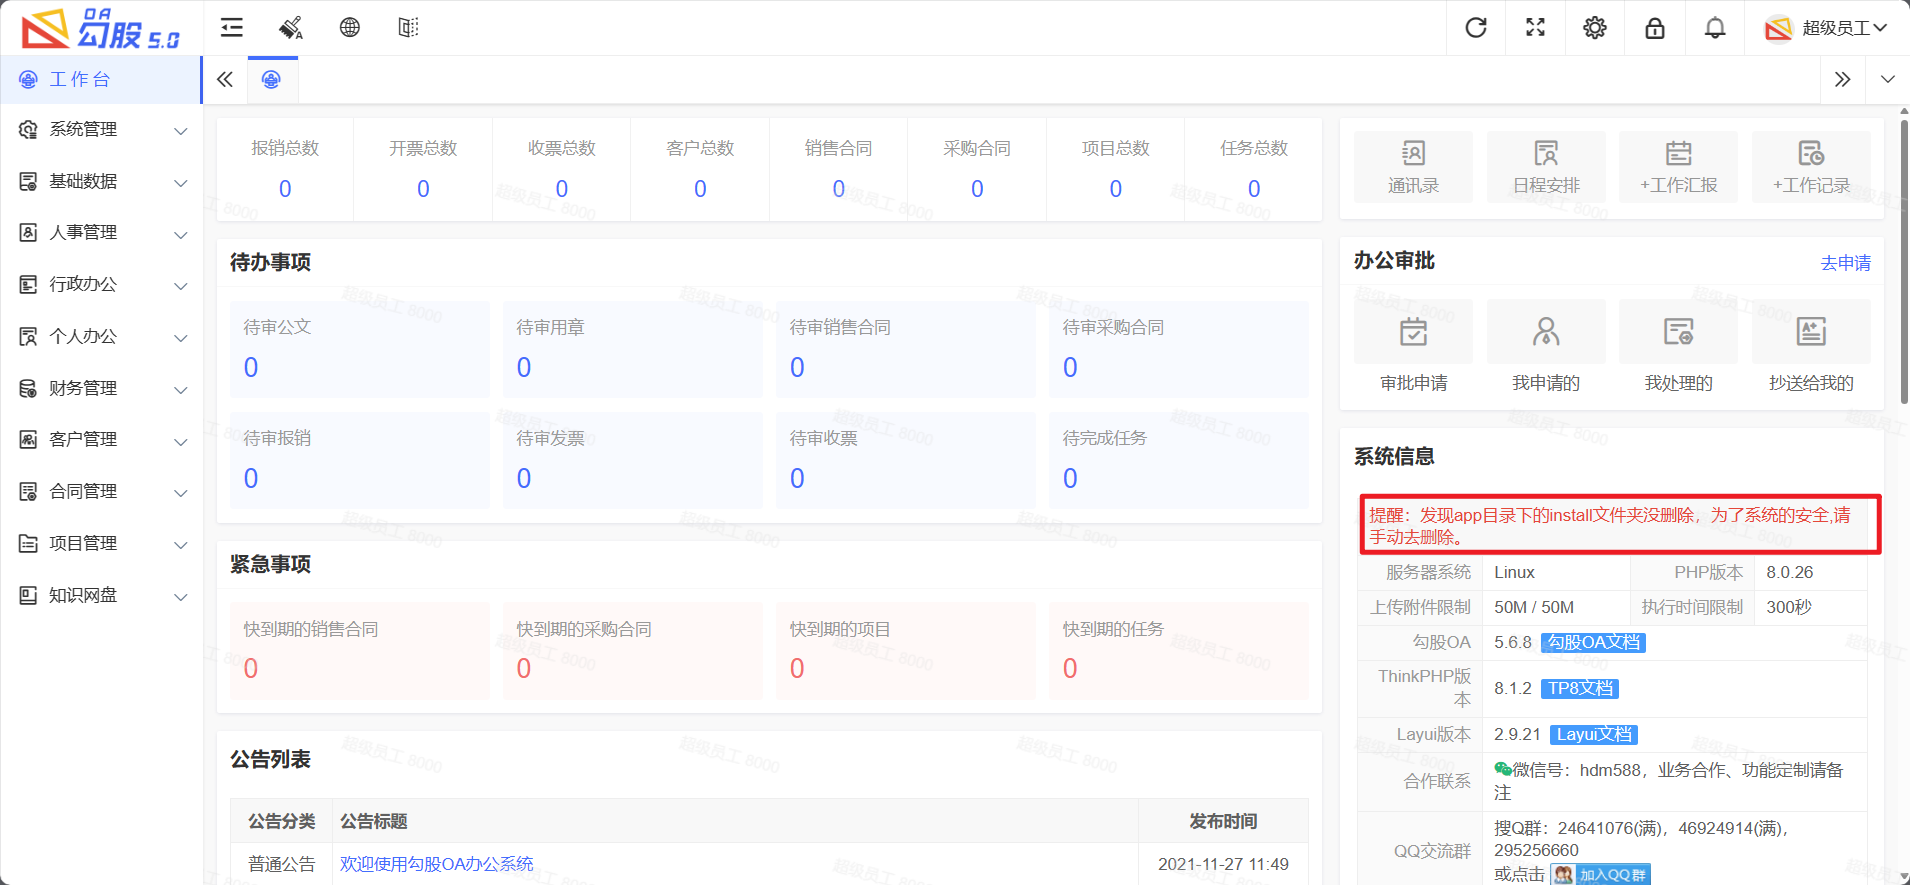 OA
勾股 5.0
超级员工
工作台
系统管理
基础数据
人事管理
行政办公
个人办公
财务管理
客户管理
合同管理
项目管理
知识网盘
报销总数
0
开票总数
0
收票总数
0
客户总数
0
销售合同
0
采购合同
0
项目总数
0
任务总数
0
待办事项
待审公文
0
待审用章
0
待审销售合同
0
待审采购合同
0
待审报销
0
待审发票
0
待审收票
0
待完成任务
0
紧急事项
快到期的销售合同
0
快到期的采购合同
0
快到期的项目
0
快到期的任务
0
公告列表
公告分类 公告标题 发布时间
普通公告 欢迎使用勾股OA办公系统 2021-11-27 11:49
通讯录
日程安排
+工作汇报
+工作记录
办公审批
去申请
审批申请
我申请的
我处理的
抄送给我的
系统信息
提醒：发现app目录下的install文件夹没删除，为了系统的安全,请
手动去删除。
服务器系统 Linux PHP版本 8.0.26
上传附件限制 50M / 50M 执行时间限制 300秒
勾股OA 5.6.8 勾股OA文档
ThinkPHP版
本 8.1.2 TP8文档
Layui版本 2.9.21 Layui文档
合作联系 微信号：hdm588，业务合作、功能定制请备
注
QQ交流群 搜Q群：24641076(满)，46924914(满)，
295256660
或点击 加入QQ群
超级员工 8000